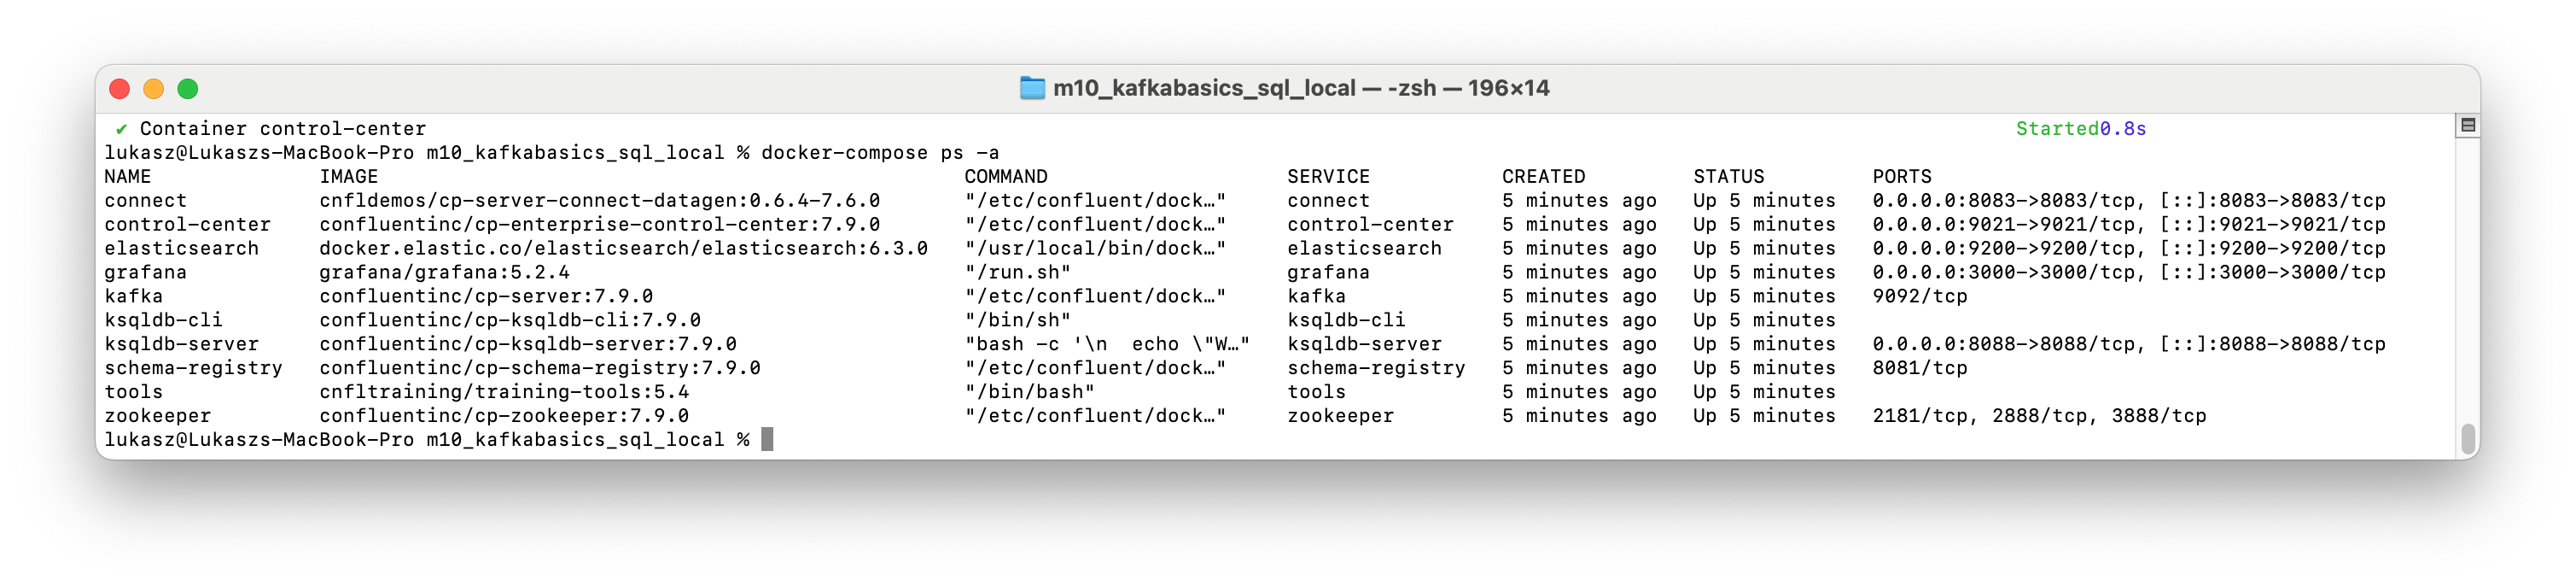 m10_kafkabasics_sql_local — -zsh — 196×14
✔ Container control-center Started0.8s
lukasz@Lukaszs-MacBook-Pro m10_kafkabasics_sql_local % docker-compose ps -a
NAME IMAGE COMMAND SERVICE CREATED STATUS PORTS
connect cnfldemos/cp-server-connect-datagen:0.6.4-7.6.0 "/etc/confluent/dock…" connect 5 minutes ago Up 5 minutes 0.0.0.0:8083->8083/tcp, [::]:8083->8083/tcp
control-center confluentinc/cp-enterprise-control-center:7.9.0 "/etc/confluent/dock…" control-center 5 minutes ago Up 5 minutes 0.0.0.0:9021->9021/tcp, [::]:9021->9021/tcp
elasticsearch docker.elastic.co/elasticsearch/elasticsearch:6.3.0 "/usr/local/bin/dock…" elasticsearch 5 minutes ago Up 5 minutes 0.0.0.0:9200->9200/tcp, [::]:9200->9200/tcp
grafana grafana/grafana:5.2.4 "/run.sh" grafana 5 minutes ago Up 5 minutes 0.0.0.0:3000->3000/tcp, [::]:3000->3000/tcp
kafka confluentinc/cp-server:7.9.0 "/etc/confluent/dock…" kafka 5 minutes ago Up 5 minutes 9092/tcp
ksqldb-cli confluentinc/cp-ksqldb-cli:7.9.0 "/bin/sh" ksqldb-cli 5 minutes ago Up 5 minutes
ksqldb-server confluentinc/cp-ksqldb-server:7.9.0 "bash -c '\n  echo \"W…" ksqldb-server 5 minutes ago Up 5 minutes 0.0.0.0:8088->8088/tcp, [::]:8088->8088/tcp
schema-registry confluentinc/cp-schema-registry:7.9.0 "/etc/confluent/dock…" schema-registry 5 minutes ago Up 5 minutes 8081/tcp
tools cnfltraining/training-tools:5.4 "/bin/bash" tools 5 minutes ago Up 5 minutes
zookeeper confluentinc/cp-zookeeper:7.9.0 "/etc/confluent/dock…" zookeeper 5 minutes ago Up 5 minutes 2181/tcp, 2888/tcp, 3888/tcp
lukasz@Lukaszs-MacBook-Pro m10_kafkabasics_sql_local %